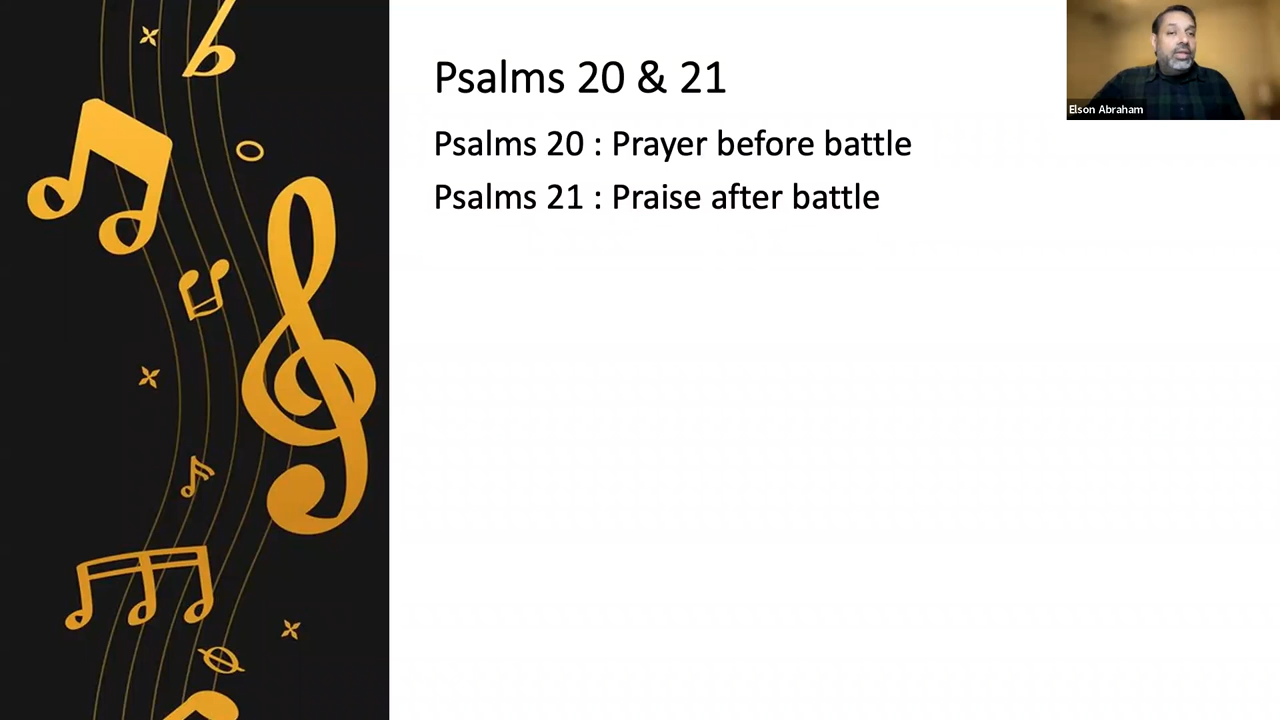 Psalms 20 & 21
Psalms 20 : Prayer before battle
Psalms 21 : Praise after battle
Elson Abraham